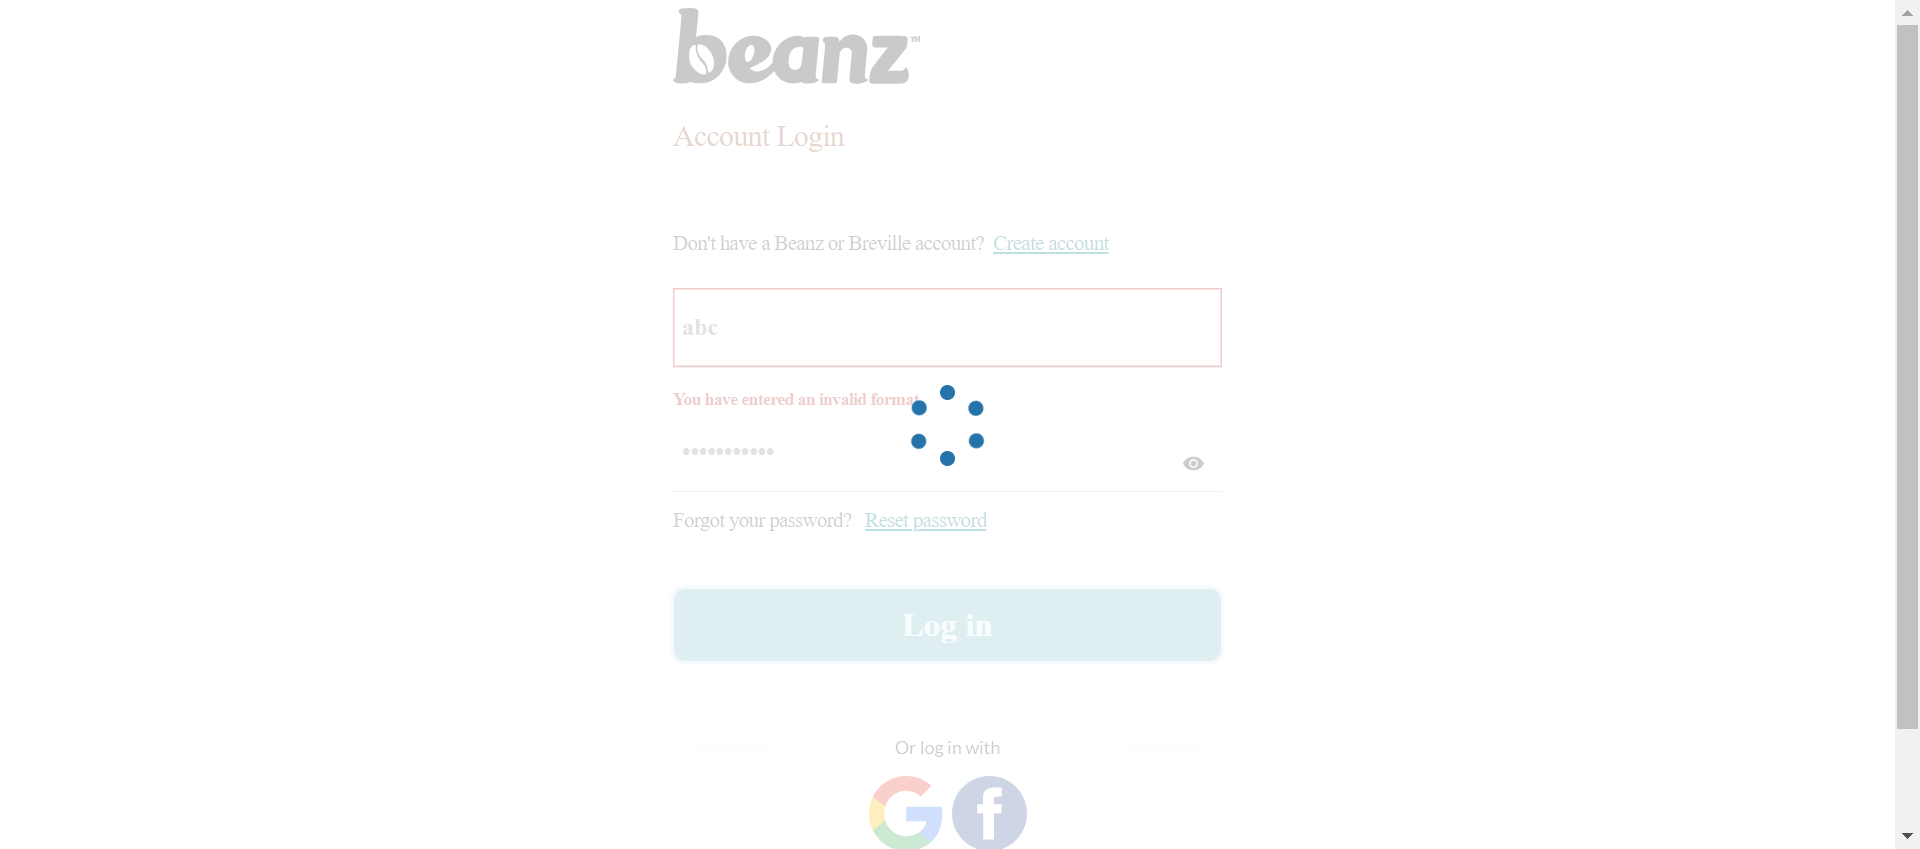 beanz™
Account Login
Don't have a Beanz or Breville account? Create account
abc
You have entered an invalid format.
•••••••••••
Forgot your password? Reset password
Log in
Or log in with